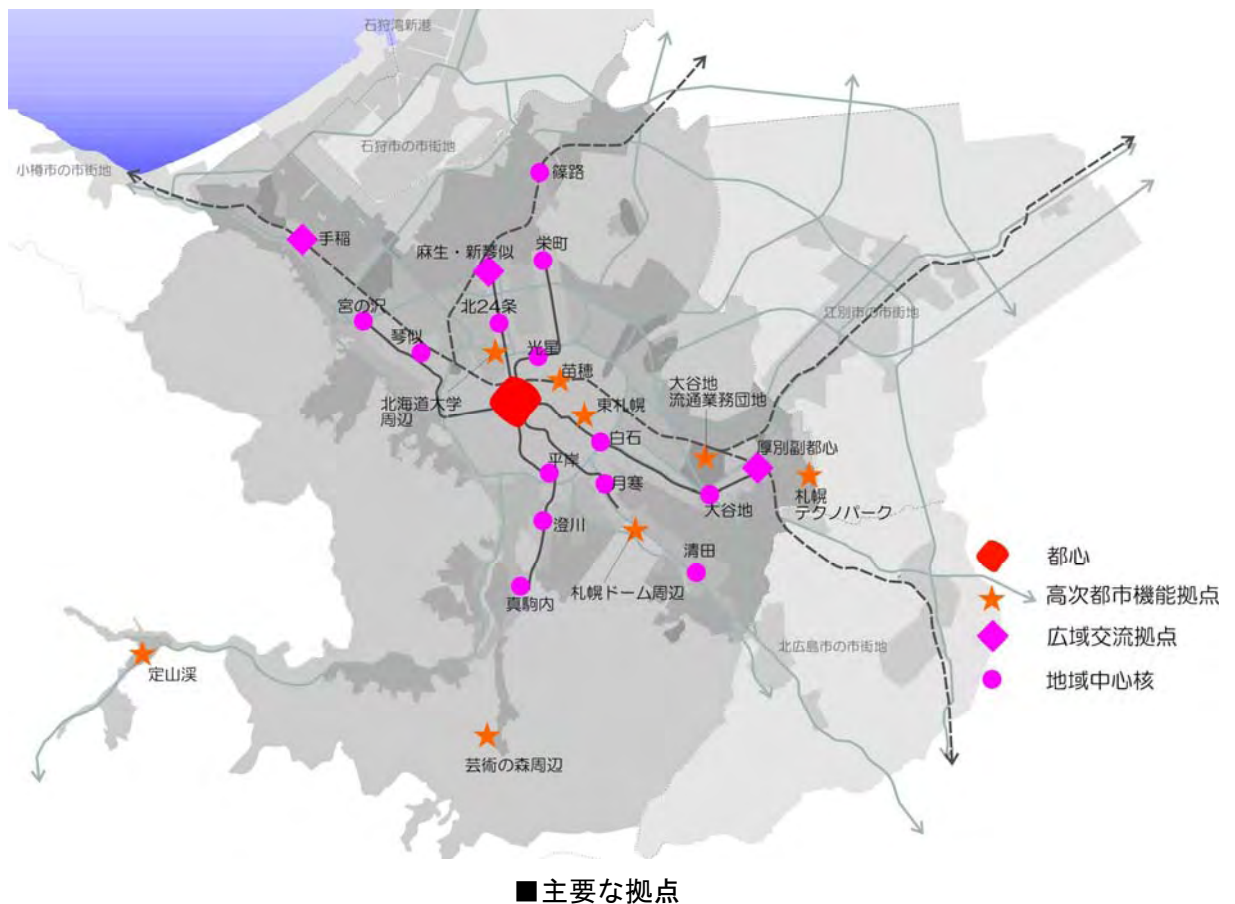 石狩湾新港
石狩市の市街地
小樽市の市街地
篠路
手稲
麻生・新琴似
栄町
宮の沢
北24条
江別市の市街地
琴似
光星
苗穂
大谷地
流通業務団地
北海道大学
周辺
東札幌
白石
厚別副都心
平岸
月寒
大谷地
札幌
テクノパーク
澄川
清田
真駒内
札幌ドーム周辺
北広島市の市街地
定山渓
芸術の森周辺
都心
高次都市機能拠点
広域交流拠点
地域中心核
■主要な拠点